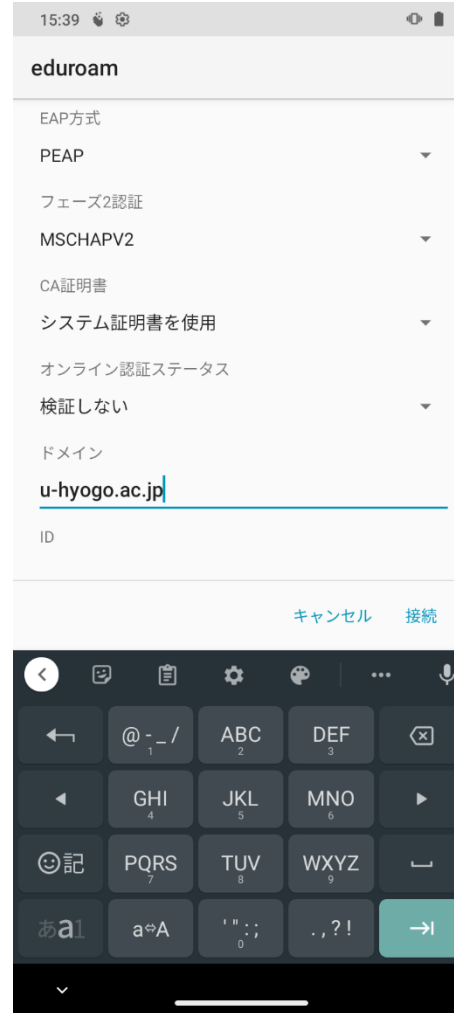 15:39
eduroam
EAP方式
PEAP
フェーズ2認証
MSCHAPV2
CA証明書
システム証明書を使用
オンライン認証ステータス
検証しない
ドメイン
u-hyogo.ac.jp
ID
キャンセル 接続
@-_/ ABC DEF
1 2 3
GHI JKL MNO
4 5 6
記 PQRS TUV WXYZ
7 8 9
あa1 a⇔A '":; .,?!
0